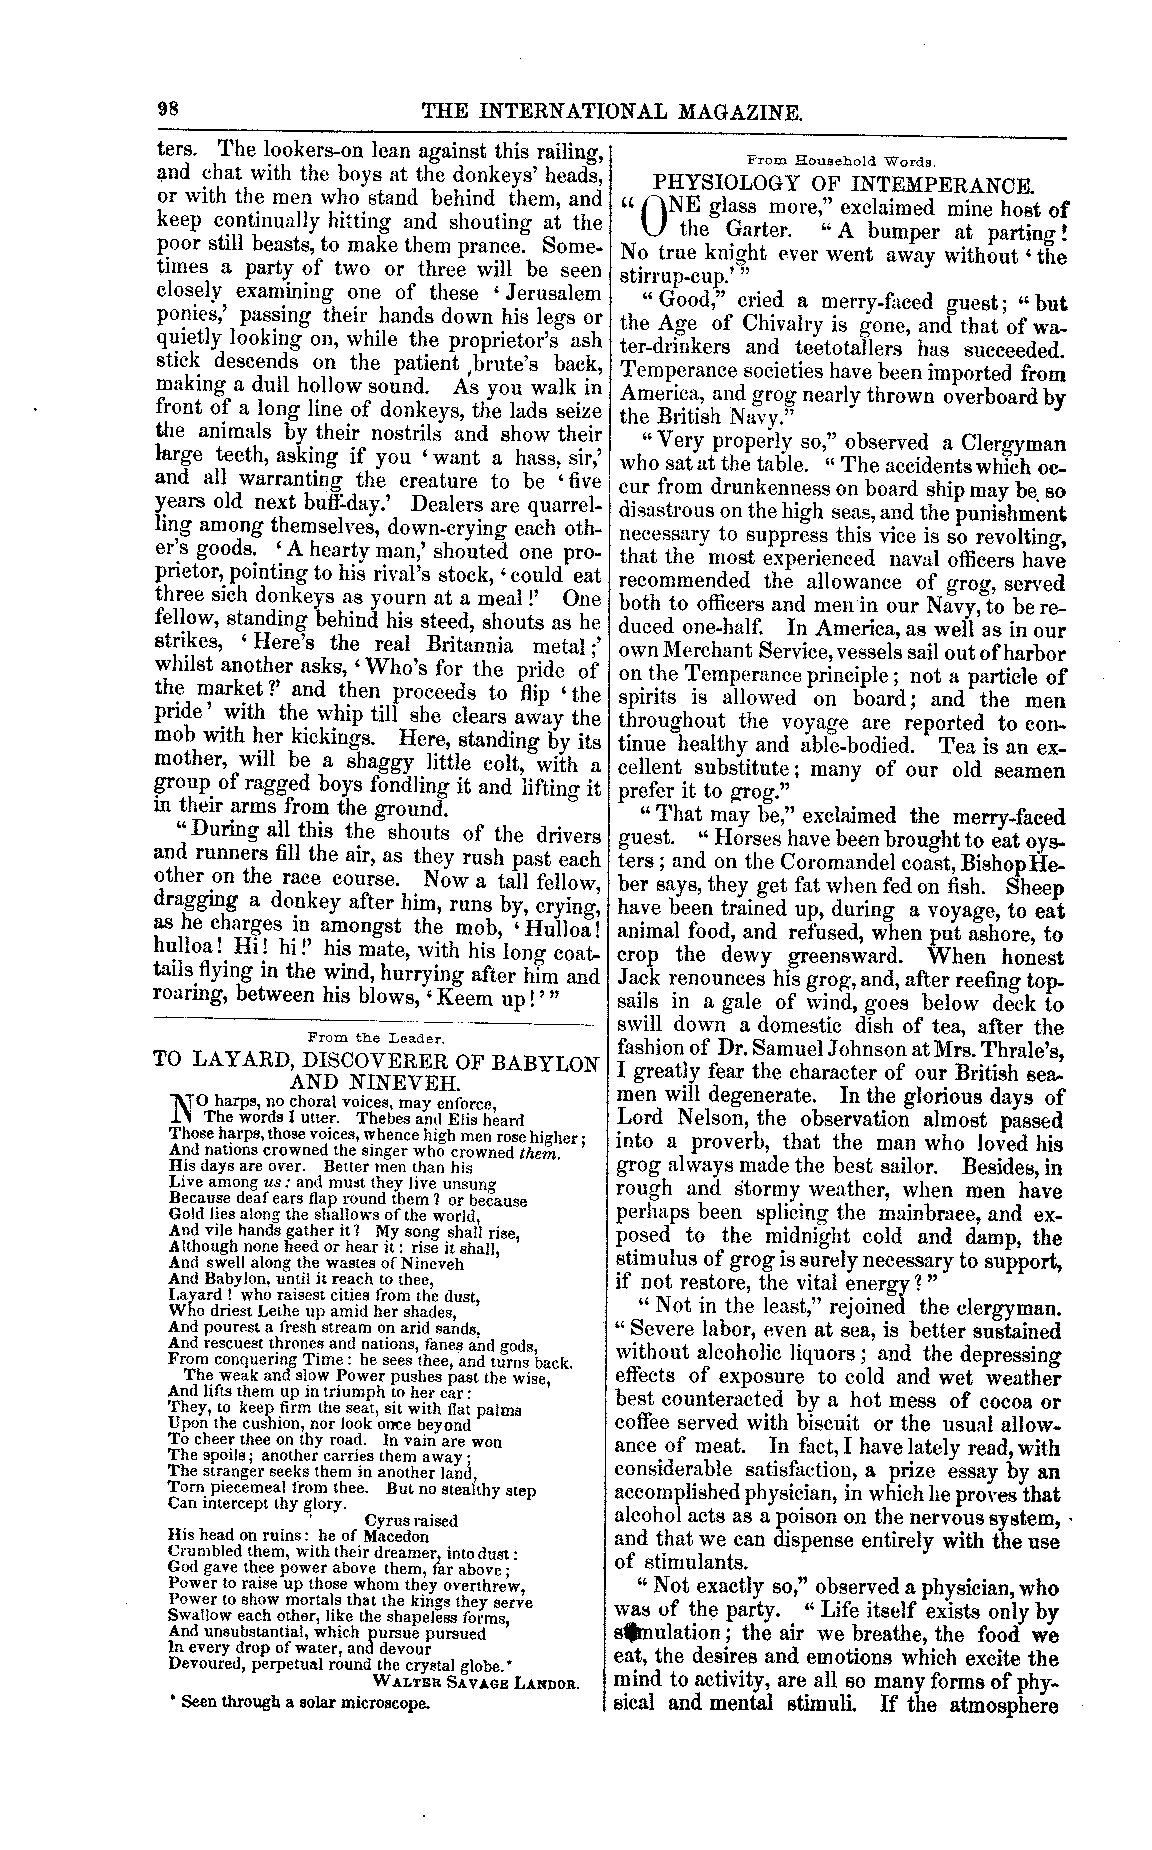 98
THE INTERNATIONAL MAGAZINE.
ters. The lookers-on lean against this railing,
and chat with the boys at the donkeys' heads,
or with the men who stand behind them, and
keep continually hitting and shouting at the
poor still beasts, to make them prance. Some-
times a party of two or three will be seen
closely examining one of these ‘Jerusalem
ponies,’ passing their hands down his legs or
quietly looking on, while the proprietor's ash
stick descends on the patient brute's back,
making a dull hollow sound. As you walk in
front of a long line of donkeys, the lads seize
the animals by their nostrils and show their
large teeth, asking if you ‘want a hass, sir,’
and all warranting the creature to be ‘five
years old next buff-day.’ Dealers are quarrel-
ling among themselves, down-crying each oth-
er's goods. ‘A hearty man,’ shouted one pro-
prietor, pointing to his rival's stock, ‘could eat
three sich donkeys as yourn at a meal!’ One
fellow, standing behind his steed, shouts as he
strikes, ‘Here's the real Britannia metal;’
whilst another asks, ‘Who's for the pride of
the market?’ and then proceeds to flip ‘the
pride’ with the whip till she clears away the
mob with her kickings. Here, standing by its
mother, will be a shaggy little colt, with a
group of ragged boys fondling it and lifting it
in their arms from the ground.
“During all this the shouts of the drivers
and runners fill the air, as they rush past each
other on the race course. Now a tall fellow,
dragging a donkey after him, runs by, crying,
as he charges in amongst the mob, ‘Hulloa!
hulloa! Hi! hi!’ his mate, with his long coat-
tails flying in the wind, hurrying after him and
roaring, between his blows, ‘Keem up!’”
From the Leader.
TO LAYARD, DISCOVERER OF BABYLON
AND NINEVEH.
NO harps, no choral voices, may enforce,
The words I utter. Thebes and Elis heard
Those harps, those voices, whence high men rose higher;
And nations crowned the singer who crowned them.
His days are over. Better men than his
Live among us: and must they live unsung
Because deaf ears flap round them? or because
Gold lies along the shallows of the world,
And vile hands gather it? My song shall rise,
Although none heed or hear it: rise it shall,
And swell along the wastes of Nineveh
And Babylon, until it reach to thee,
Layard! who raisest cities from the dust,
Who driest Lethe up amid her shades,
And pourest a fresh stream on arid sands,
And rescuest thrones and nations, fanes and gods,
From conquering Time: he sees thee, and turns back.
The weak and slow Power pushes past the wise,
And lifts them up in triumph to her car:
They, to keep firm the seat, sit with flat palms
Upon the cushion, nor look once beyond
To cheer thee on thy road. In vain are won
The spoils; another carries them away;
The stranger seeks them in another land,
Torn piecemeal from thee. But no stealthy step
Can intercept thy glory.
Cyrus raised
His head on ruins: he of Macedon
Crumbled them, with their dreamer, into dust:
God gave thee power above them, far above;
Power to raise up those whom they overthrew,
Power to show mortals that the kings they serve
Swallow each other, like the shapeless forms,
And unsubstantial, which pursue pursued
In every drop of water, and devour
Devoured, perpetual round the crystal globe.*
WALTER SAVAGE LANDOR.
* Seen through a solar microscope.
From Household Words.
PHYSIOLOGY OF INTEMPERANCE.
“ONE glass more,” exclaimed mine host of
the Garter. “A bumper at parting!
No true knight ever went away without ‘the
stirrup-cup.’”
“Good,” cried a merry-faced guest; “but
the Age of Chivalry is gone, and that of wa-
ter-drinkers and teetotallers has succeeded.
Temperance societies have been imported from
America, and grog nearly thrown overboard by
the British Navy.”
“Very properly so,” observed a Clergyman
who sat at the table. “The accidents which oc-
cur from drunkenness on board ship may be so
disastrous on the high seas, and the punishment
necessary to suppress this vice is so revolting,
that the most experienced naval officers have
recommended the allowance of grog, served
both to officers and men in our Navy, to be re-
duced one-half. In America, as well as in our
own Merchant Service, vessels sail out of harbor
on the Temperance principle; not a particle of
spirits is allowed on board; and the men
throughout the voyage are reported to con-
tinue healthy and able-bodied. Tea is an ex-
cellent substitute; many of our old seamen
prefer it to grog.”
“That may be,” exclaimed the merry-faced
guest. “Horses have been brought to eat oys-
ters; and on the Coromandel coast, Bishop He-
ber says, they get fat when fed on fish. Sheep
have been trained up, during a voyage, to eat
animal food, and refused, when put ashore, to
crop the dewy greensward. When honest
Jack renounces his grog, and, after reefing top-
sails in a gale of wind, goes below deck to
swill down a domestic dish of tea, after the
fashion of Dr. Samuel Johnson at Mrs. Thrale's,
I greatly fear the character of our British sea-
men will degenerate. In the glorious days of
Lord Nelson, the observation almost passed
into a proverb, that the man who loved his
grog always made the best sailor. Besides, in
rough and stormy weather, when men have
perhaps been splicing the mainbrace, and ex-
posed to the midnight cold and damp, the
stimulus of grog is surely necessary to support,
if not restore, the vital energy?”
“Not in the least,” rejoined the clergyman.
“Severe labor, even at sea, is better sustained
without alcoholic liquors; and the depressing
effects of exposure to cold and wet weather
best counteracted by a hot mess of cocoa or
coffee served with biscuit or the usual allow-
ance of meat. In fact, I have lately read, with
considerable satisfaction, a prize essay by an
accomplished physician, in which he proves that
alcohol acts as a poison on the nervous system,
and that we can dispense entirely with the use
of stimulants.
“Not exactly so,” observed a physician, who
was of the party. “Life itself exists only by
stimulation; the air we breathe, the food we
eat, the desires and emotions which excite the
mind to activity, are all so many forms of phy-
sical and mental stimuli. If the atmosphere